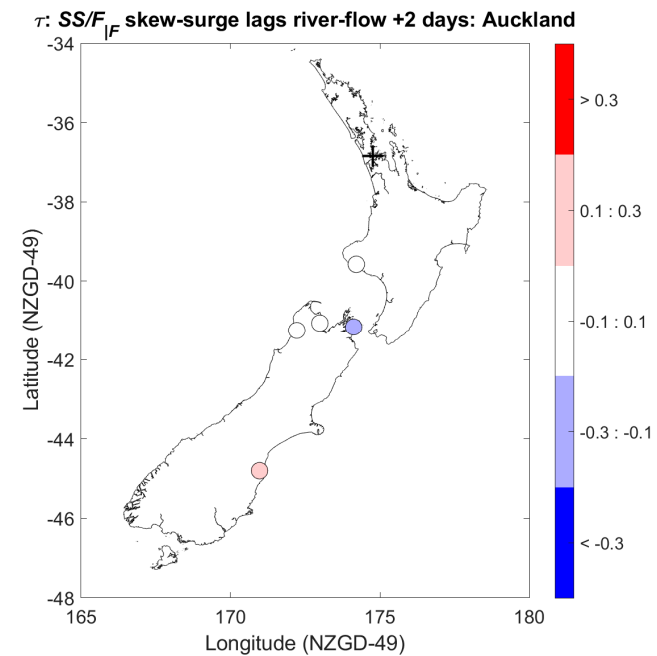 τ: SS/F|F skew-surge lags river-flow +2 days: Auckland
-34
-36
-38
-40
-42
-44
-46
-48
165
170
175
180
Latitude (NZGD-49)
Longitude (NZGD-49)
> 0.3
0.1 : 0.3
-0.1 : 0.1
-0.3 : -0.1
< -0.3